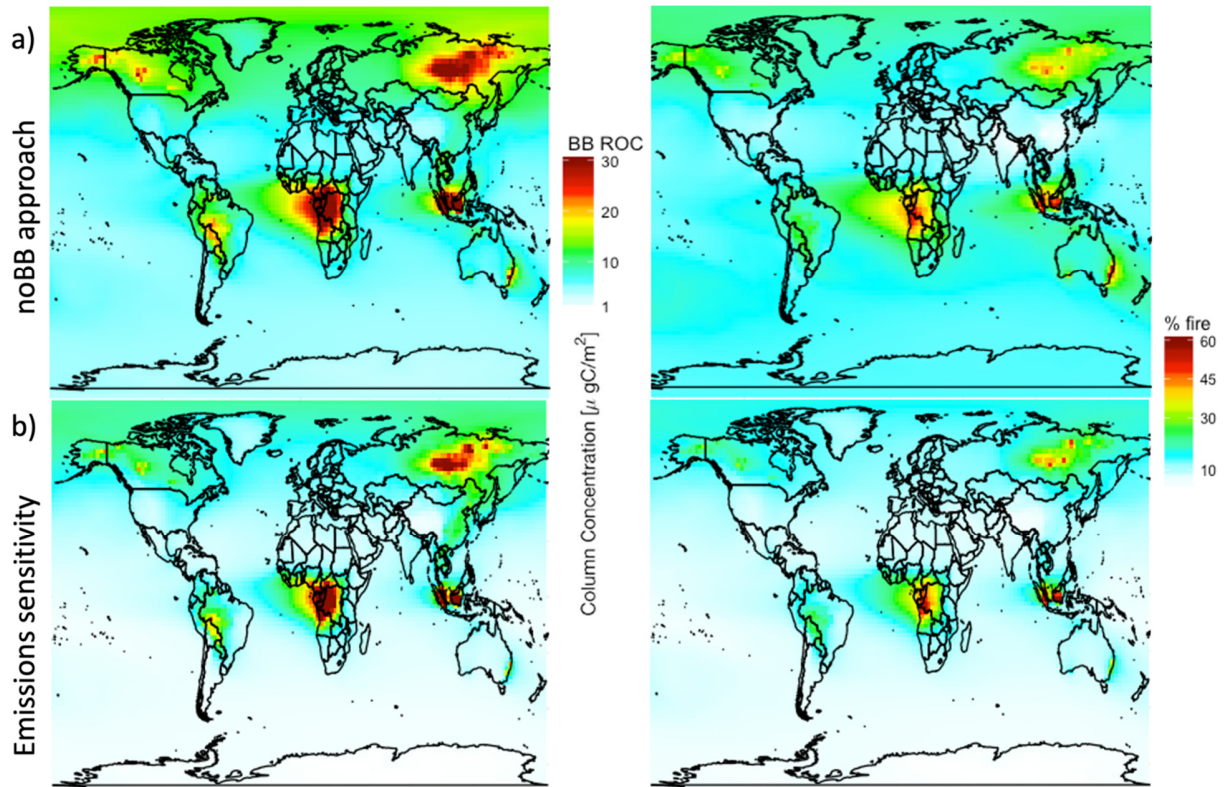 a)
noBB approach
BB ROC
30
20
10
1
Column Concentration [μ gC/m²]
% fire
60
45
30
10
b)
Emissions sensitivity